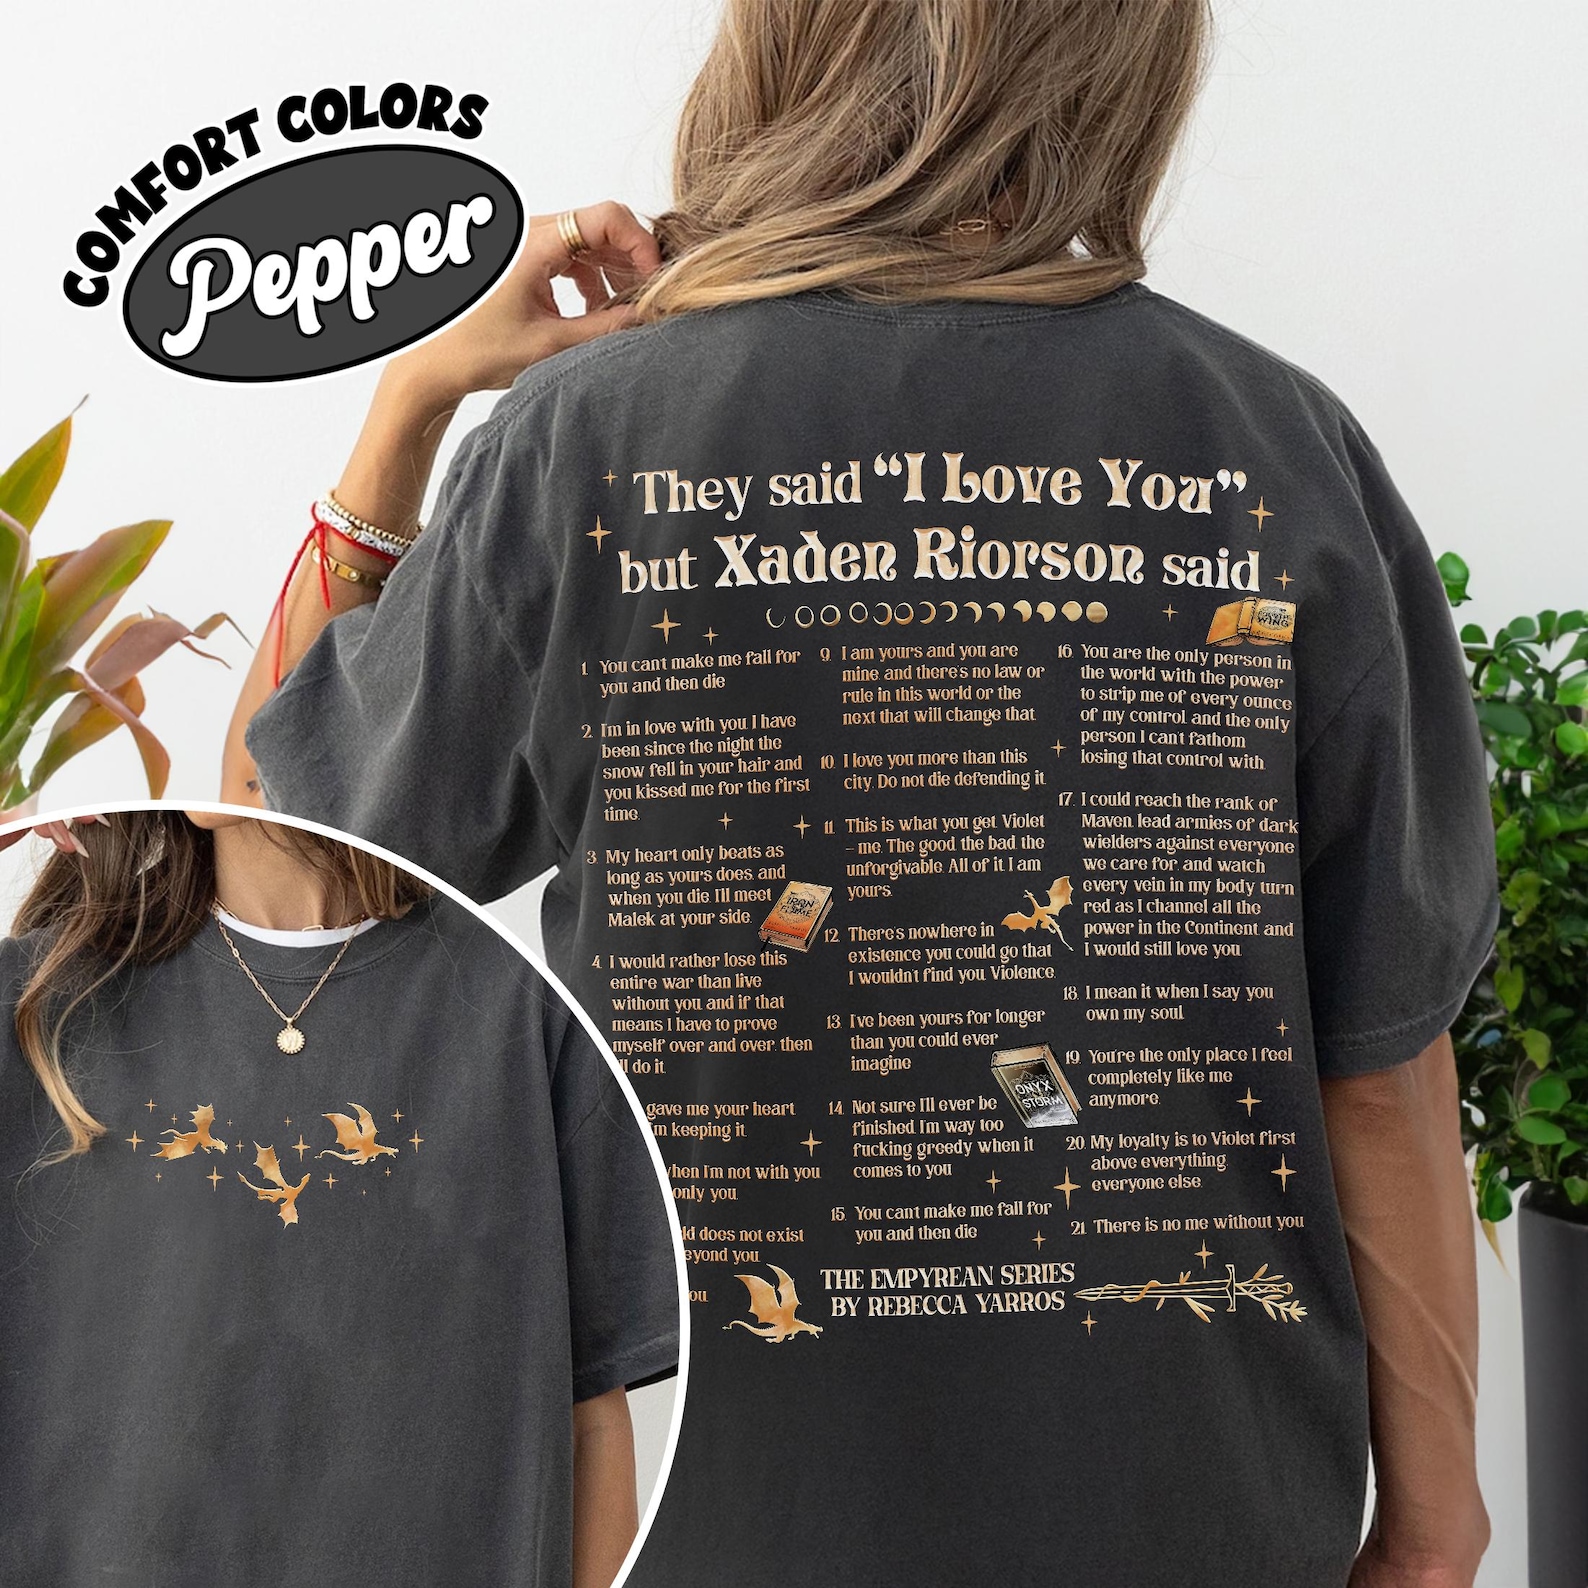 COMFORT COLORS
Pepper
They said “I Love You”
but Xaden Riorson said
1. You cant make me fall for
you and then die
2. I'm in love with you I have
been since the night the
snow fell in your hair and
you kissed me for the first
time.
3. My heart only beats as
long as yours does, and
when you die, I'll meet
Malek at your side.
4. I would rather lose this
entire war than live
without you, and if that
means I have to prove
myself over and over, then
ll do it.
gave me your heart
m keeping it.
when I'm not with you
only you.
ld does not exist
eyond you.
ou
9. I am yours and you are
mine, and there's no law or
rule in this world or the
next that will change that.
10. I love you more than this
city. Do not die defending it.
11. This is what you get, Violet
– me. The good, the bad, the
unforgivable. All of it. I am
yours.
12. There's nowhere in
existence you could go that
I wouldn't find you, Violence.
13. I've been yours for longer
than you could ever
imagine
14. Not sure I'll ever be
finished. I'm way too
fucking greedy when it
comes to you
15. You cant make me fall for
you and then die
16. You are the only person in
the world with the power
to strip me of every ounce
of my control, and the only
person I can't fathom
losing that control with.
17. I could reach the rank of
Maven, lead armies of dark
wielders against everyone
we care for, and watch
every vein in my body turn
red as I channel all the
power in the Continent and
I would still love you.
18. I mean it when I say you
own my soul.
19. You're the only place I feel
completely like me
anymore.
20. My loyalty is to Violet first
above everything,
everyone else.
21. There is no me without you
FOURTH
WING
IRON
FLAME
ONYX
STORM
THE EMPYREAN SERIES
BY REBECCA YARROS